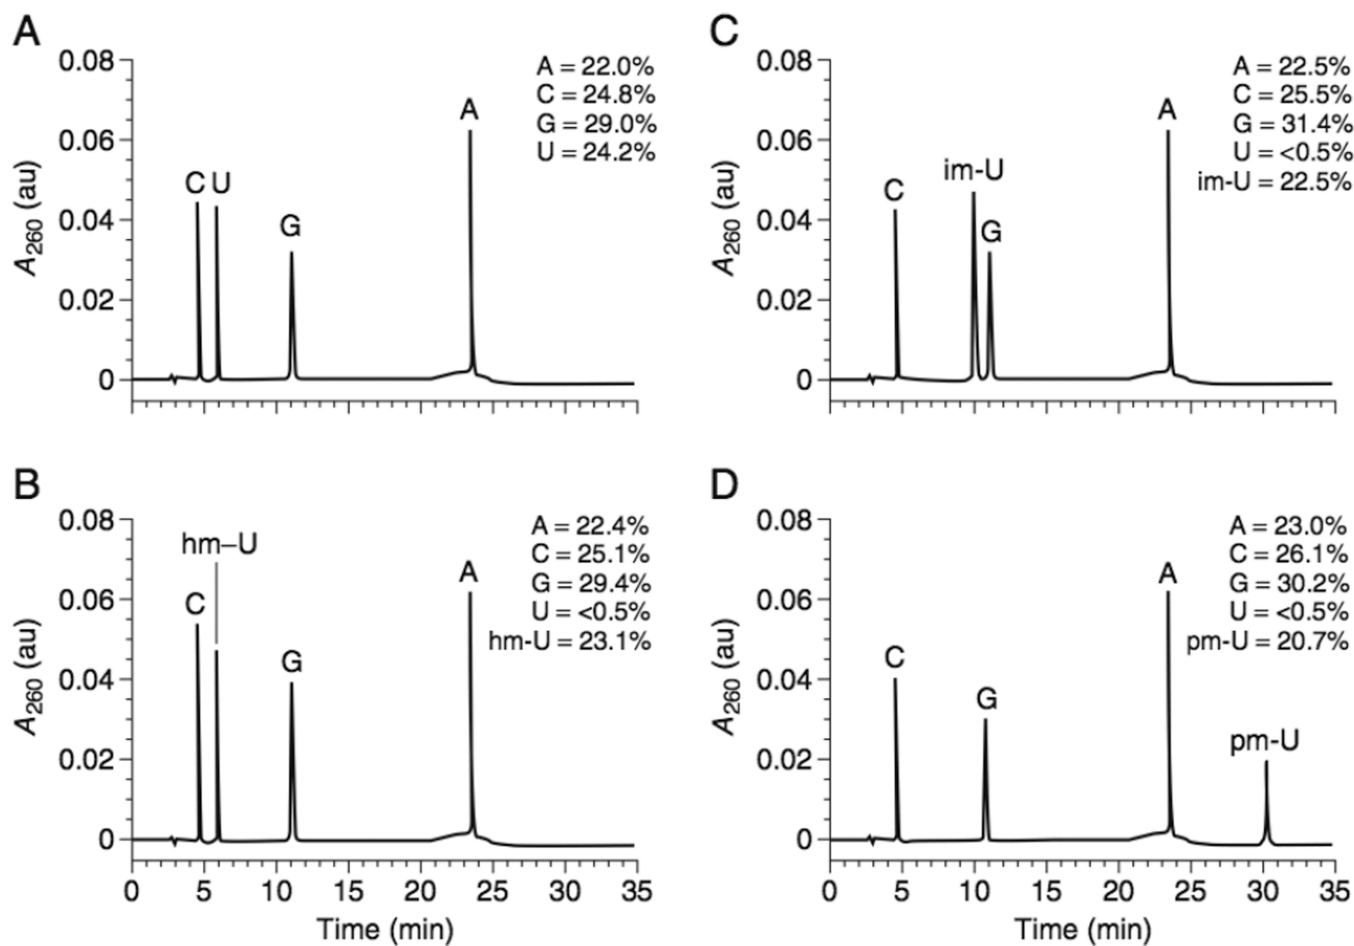 A
0.08
0.06
0.04
0.02
0
A260 (au)
C U
G
A
A = 22.0%
C = 24.8%
G = 29.0%
U = 24.2%
C
0.08
0.06
0.04
0.02
0
A260 (au)
C
im-U
G
A
A = 22.5%
C = 25.5%
G = 31.4%
U = <0.5%
im-U = 22.5%
B
0.08
0.06
0.04
0.02
0
A260 (au)
hm–U
C
G
A
A = 22.4%
C = 25.1%
G = 29.4%
U = <0.5%
hm-U = 23.1%
0 5 10 15 20 25 30 35
Time (min)
D
0.08
0.06
0.04
0.02
0
A260 (au)
C
G
A
pm-U
A = 23.0%
C = 26.1%
G = 30.2%
U = <0.5%
pm-U = 20.7%
0 5 10 15 20 25 30 35
Time (min)